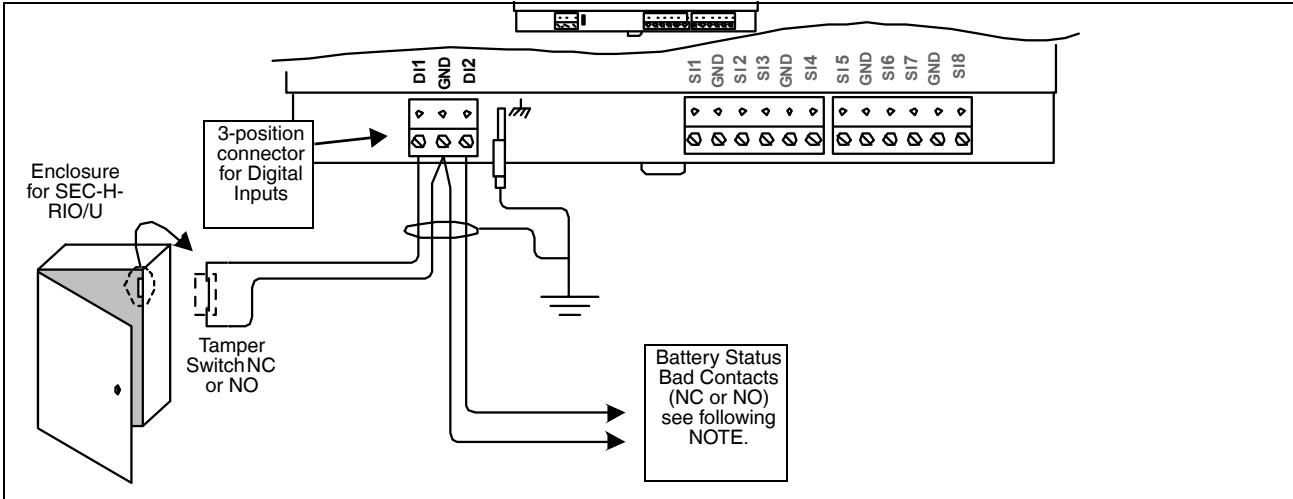 DI1
GND
DI2
SI1
GND
SI2
SI3
GND
SI4
SI5
GND
SI6
SI7
GND
SI8
3-position
connector
for Digital
Inputs
Enclosure
for SEC-H-
RIO/U
Tamper
SwitchNC
or NO
Battery Status
Bad Contacts
(NC or NO)
see following
NOTE.